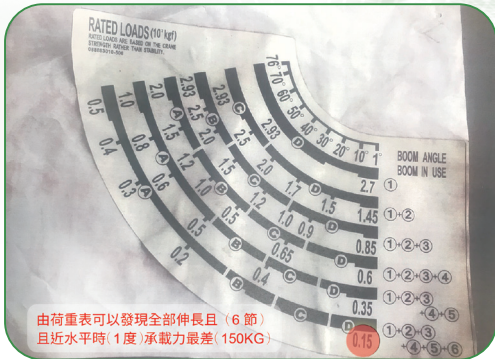 RATED LOADS (10³ kgf)
RATED LOADS ARE BASED ON THE CRANE
STRENGTH RATHER THAN STABILITY.
76° 70° 60° 50° 40° 30° 20° 10° 1° BOOM ANGLE
BOOM IN USE
D D 2.7 ①
2.93 C 2.93 D 1.45 ①+②
2.93 B 2.5 C 2.0 1.7 1.5 D 0.85 ①+②+③
2.0 A 2.5 2.0 B 1.5 C 1.2 1.0 0.9 D 0.6 ①+②+③+④
1.0 A 1.5 1.2 1.0 B 0.5 C 0.65 D 0.35 ①+②+③
+④+⑤
0.5 0.4 0.8 0.3 A 0.6 0.5 0.2 B 0.4 C D 0.15 ①+②+③
+④+⑤+⑥
由荷重表可以發現全部伸長且（6節）
且近水平時(1度)承載力最差(150KG)